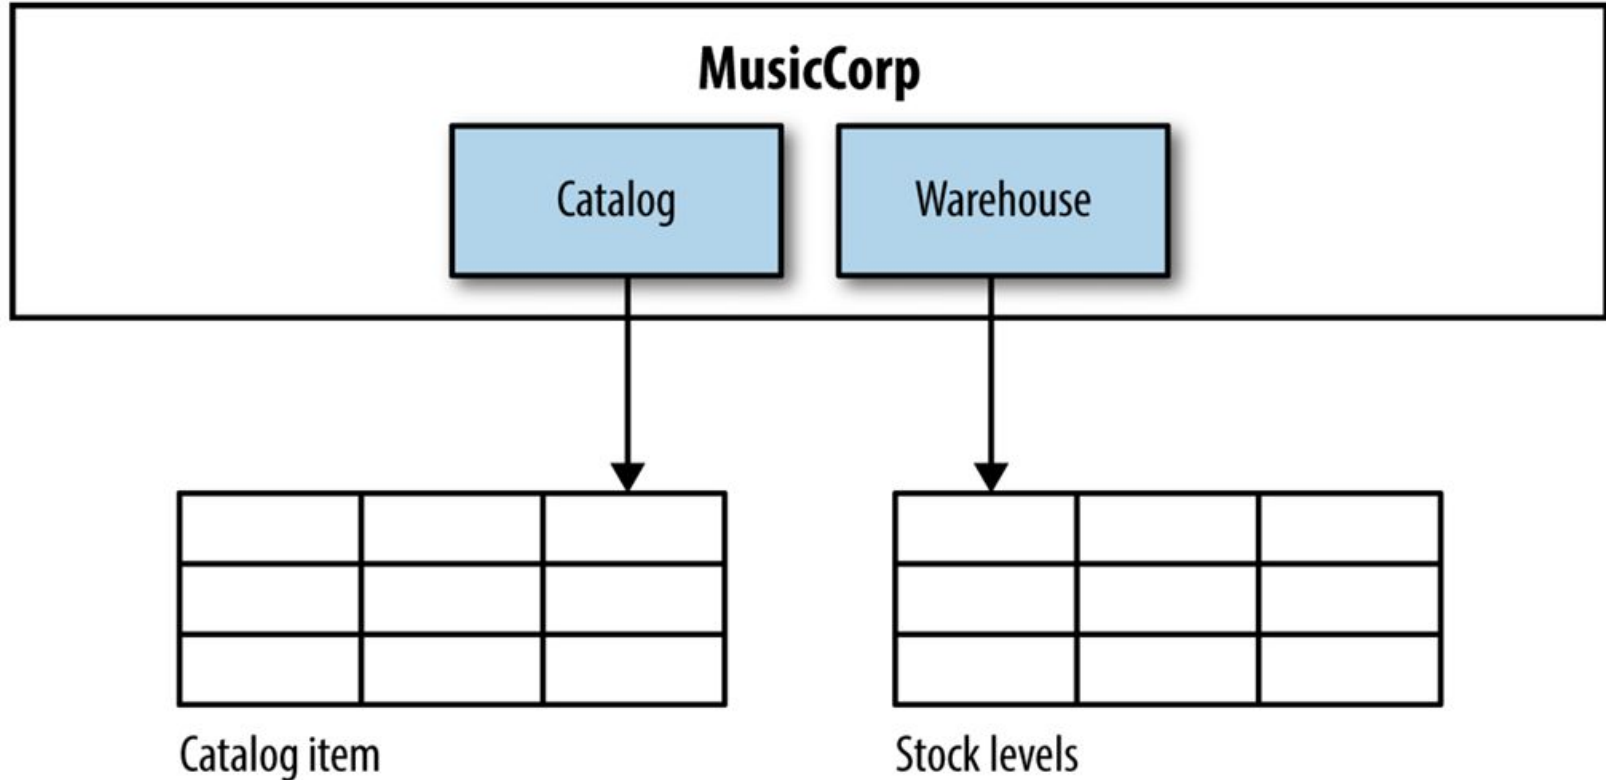 MusicCorp
Catalog
Warehouse
Catalog item
Stock levels